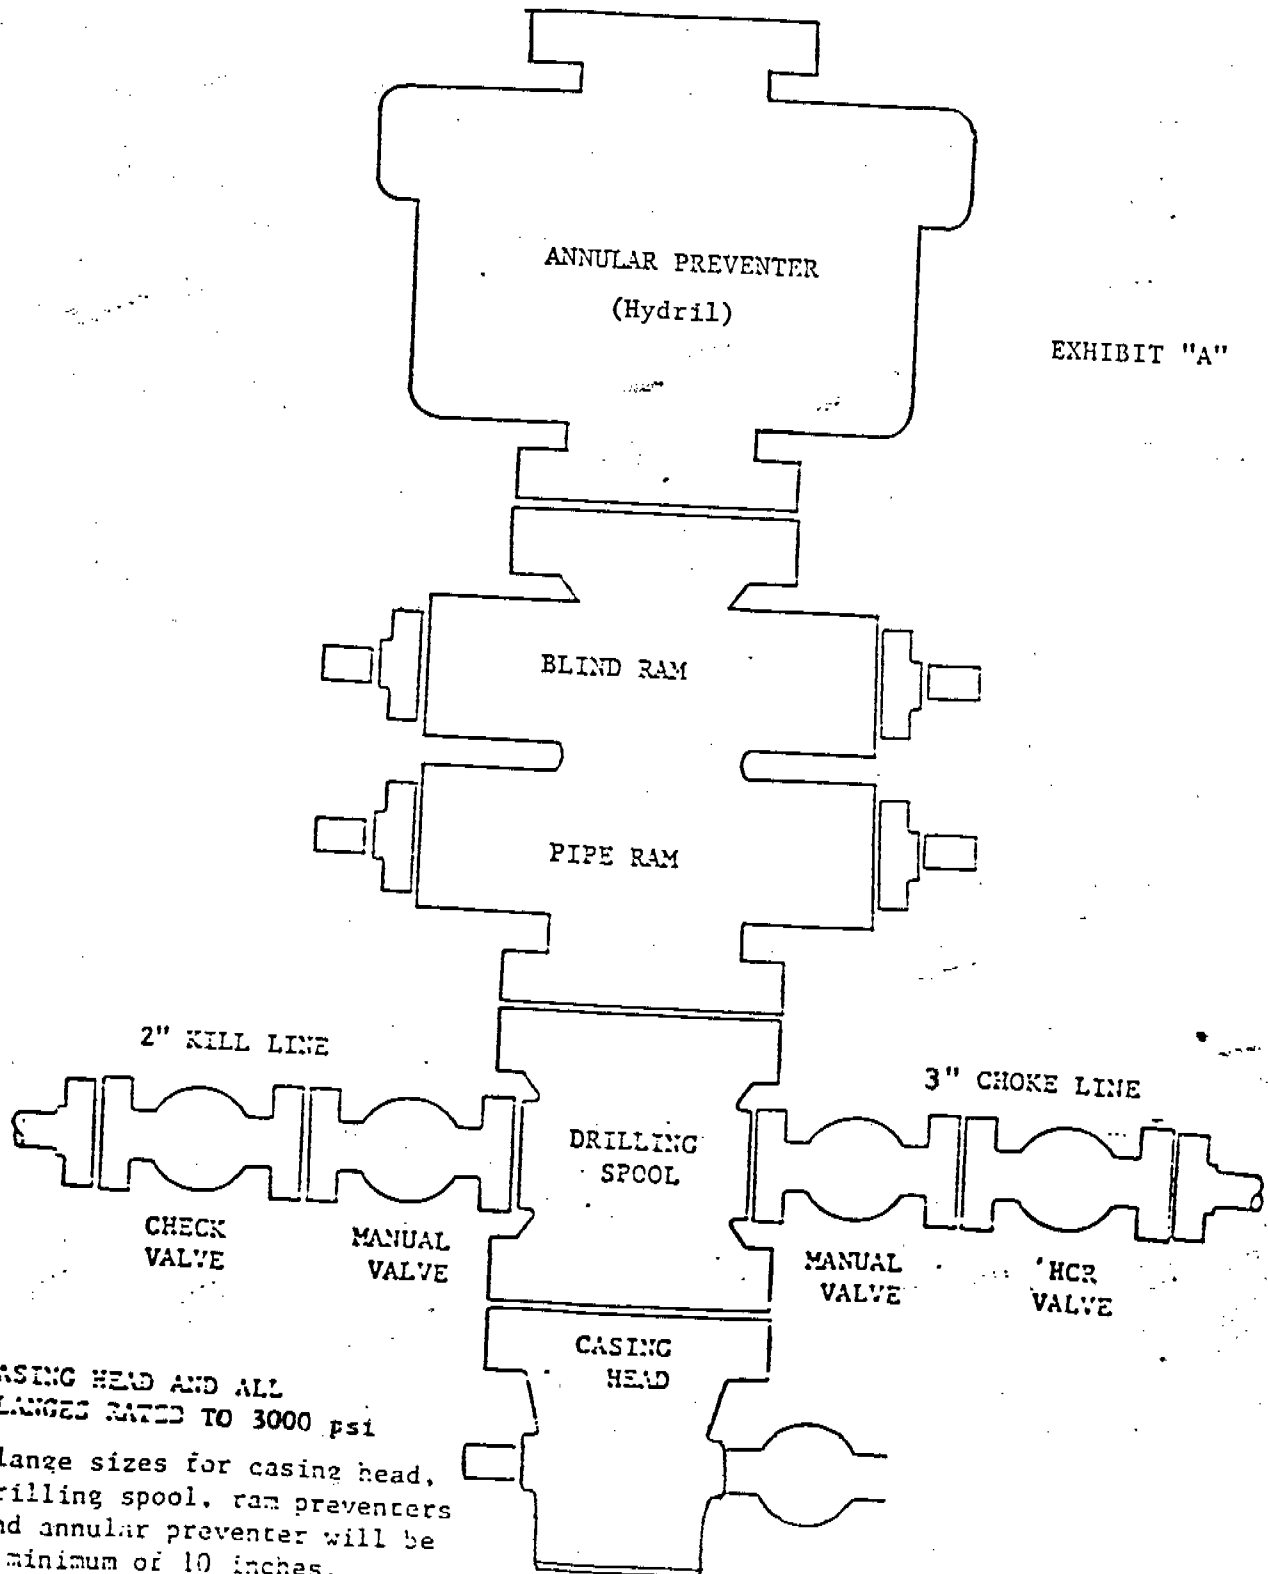 ANNULAR PREVENTER
(Hydril)
EXHIBIT "A"
BLIND RAM
PIPE RAM
2" KILL LINE
3" CHOKE LINE
DRILLING
SPOOL
CHECK
VALVE
MANUAL
VALVE
MANUAL
VALVE
HCR
VALVE
CASING
HEAD
ASING HEAD AND ALL
LANGES RATED TO 3000 psi
lange sizes for casing head,
rilling spool, ram preventers
nd annular preventer will be
minimum of 10 inches.